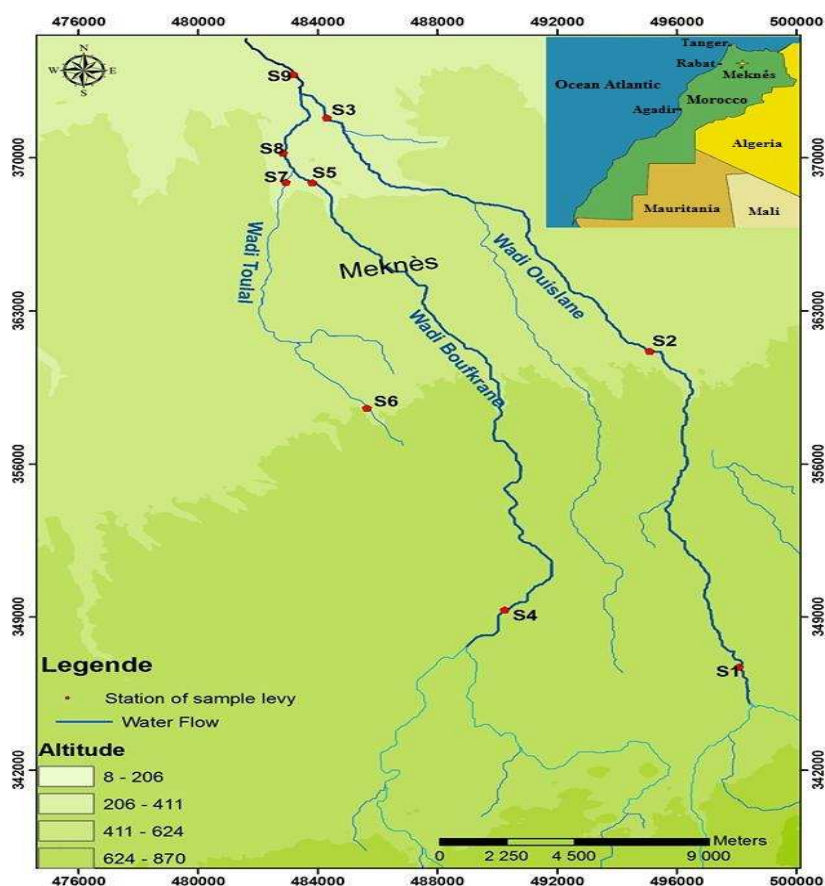 476000 480000 484000 488000 492000 496000 500000
N
W E
S
Tanger
Rabat
Meknès
Ocean Atlantic
Morocco
Agadir
Algeria
Mauritania
Mali
370000 370000
363000 363000
356000 356000
349000 349000
342000 342000
S9
S3
S8
S7 S5
Wadi Toulal
Meknès
Wadi Ouislane
Wadi Boufkrane
S2
S6
S4
S1
Legende
Station of sample levy
Water Flow
Altitude
8 - 206
206 - 411
411 - 624
624 - 870
Meters
0 2 250 4 500 9 000
476000 480000 484000 488000 492000 496000 500000